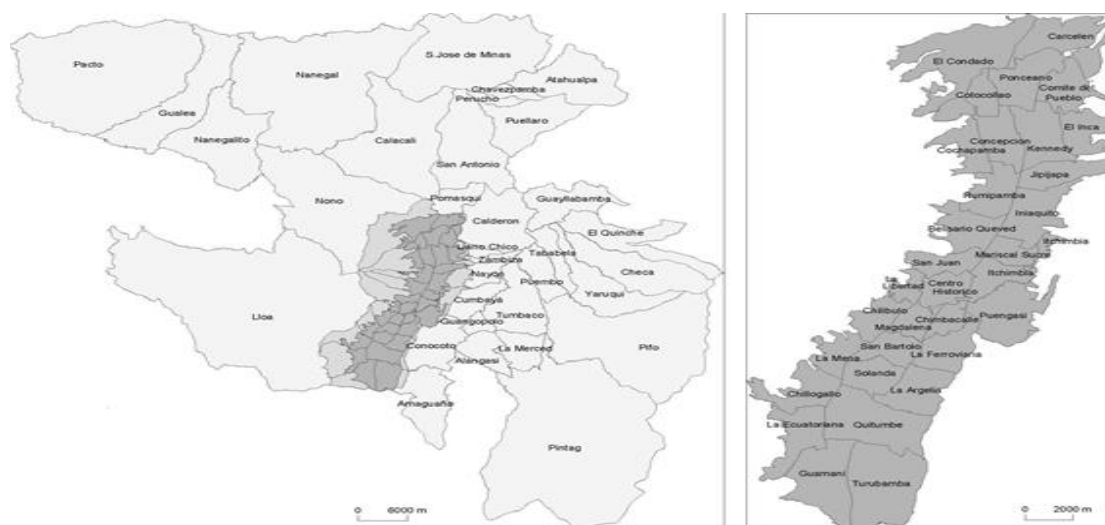 Pacto
Gualea
Nanegalito
Nanegal
S.Jose de Minas
Atahualpa
Chavezpamba
Perucho
Puellaro
Calacali
San Antonio
Nono
Pomasqui
Calderon
Guayllabamba
El Quinche
Llano Chico
Zambiza
Tababela
Checa
Nayon
Puembo
Yaruqui
Cumbaya
Lloa
Guangopolo
Tumbaco
Conocoto
La Merced
Pifo
Alangasi
Amaguaña
Pintag
0 6000 m
Carcelen
El Condado
Ponceano
Cotocollao
Comite del
Pueblo
El Inca
Concepcion
Cochapamba
Kennedy
Jipijapa
Rumipamba
Iniaquito
Belisario Queved
Itchimbia
Mariscal Sucre
San Juan
Itchimbia
La
Libertad
Centro
Historico
Chilibulo
Chimbacalle
Puengasi
Magdalena
San Bartolo
La Ferroviaria
La Mena
Solanda
La Argelia
Chillogallo
La Ecuatoriana
Quitumbe
Guamani
Turubamba
0 2000 m